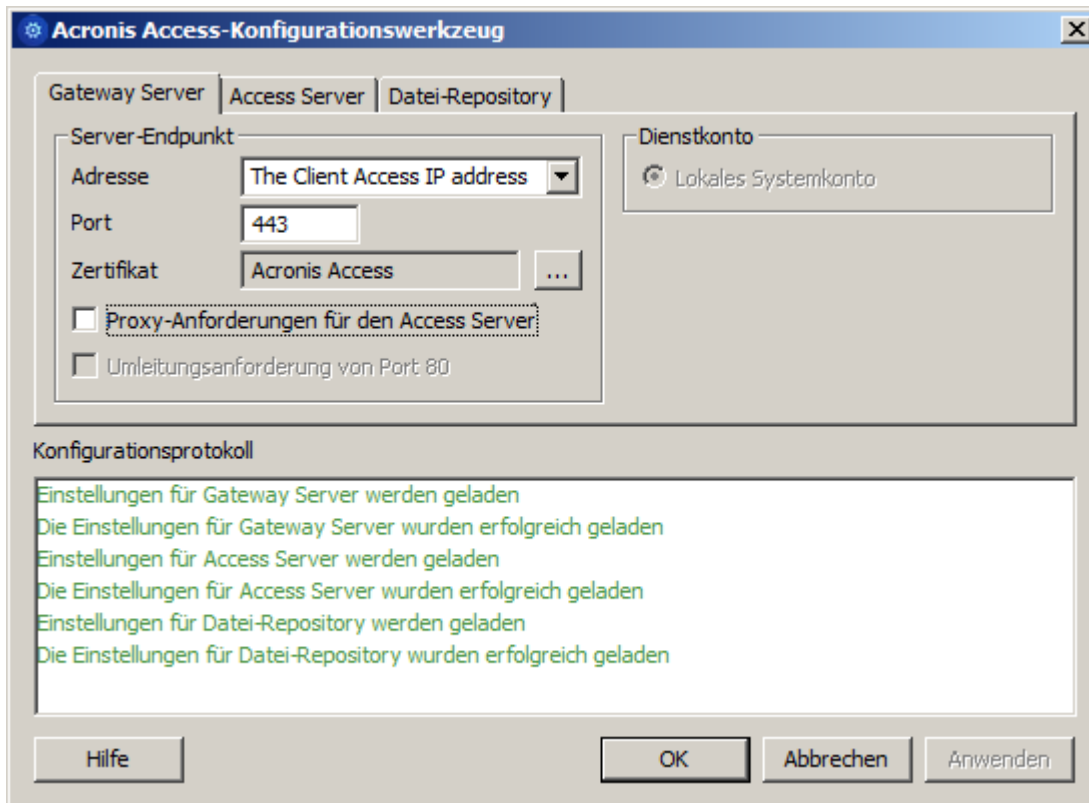 Acronis Access-Konfigurationswerkzeug
Gateway Server
Access Server
Datei-Repository
Server-Endpunkt
Adresse
The Client Access IP address
Port
443
Zertifikat
Acronis Access
...
Proxy-Anforderungen für den Access Server
Umleitungsanforderung von Port 80
Dienstkonto
Lokales Systemkonto
Konfigurationsprotokoll
Einstellungen für Gateway Server werden geladen
Die Einstellungen für Gateway Server wurden erfolgreich geladen
Einstellungen für Access Server werden geladen
Die Einstellungen für Access Server wurden erfolgreich geladen
Einstellungen für Datei-Repository werden geladen
Die Einstellungen für Datei-Repository wurden erfolgreich geladen
Hilfe
OK
Abbrechen
Anwenden